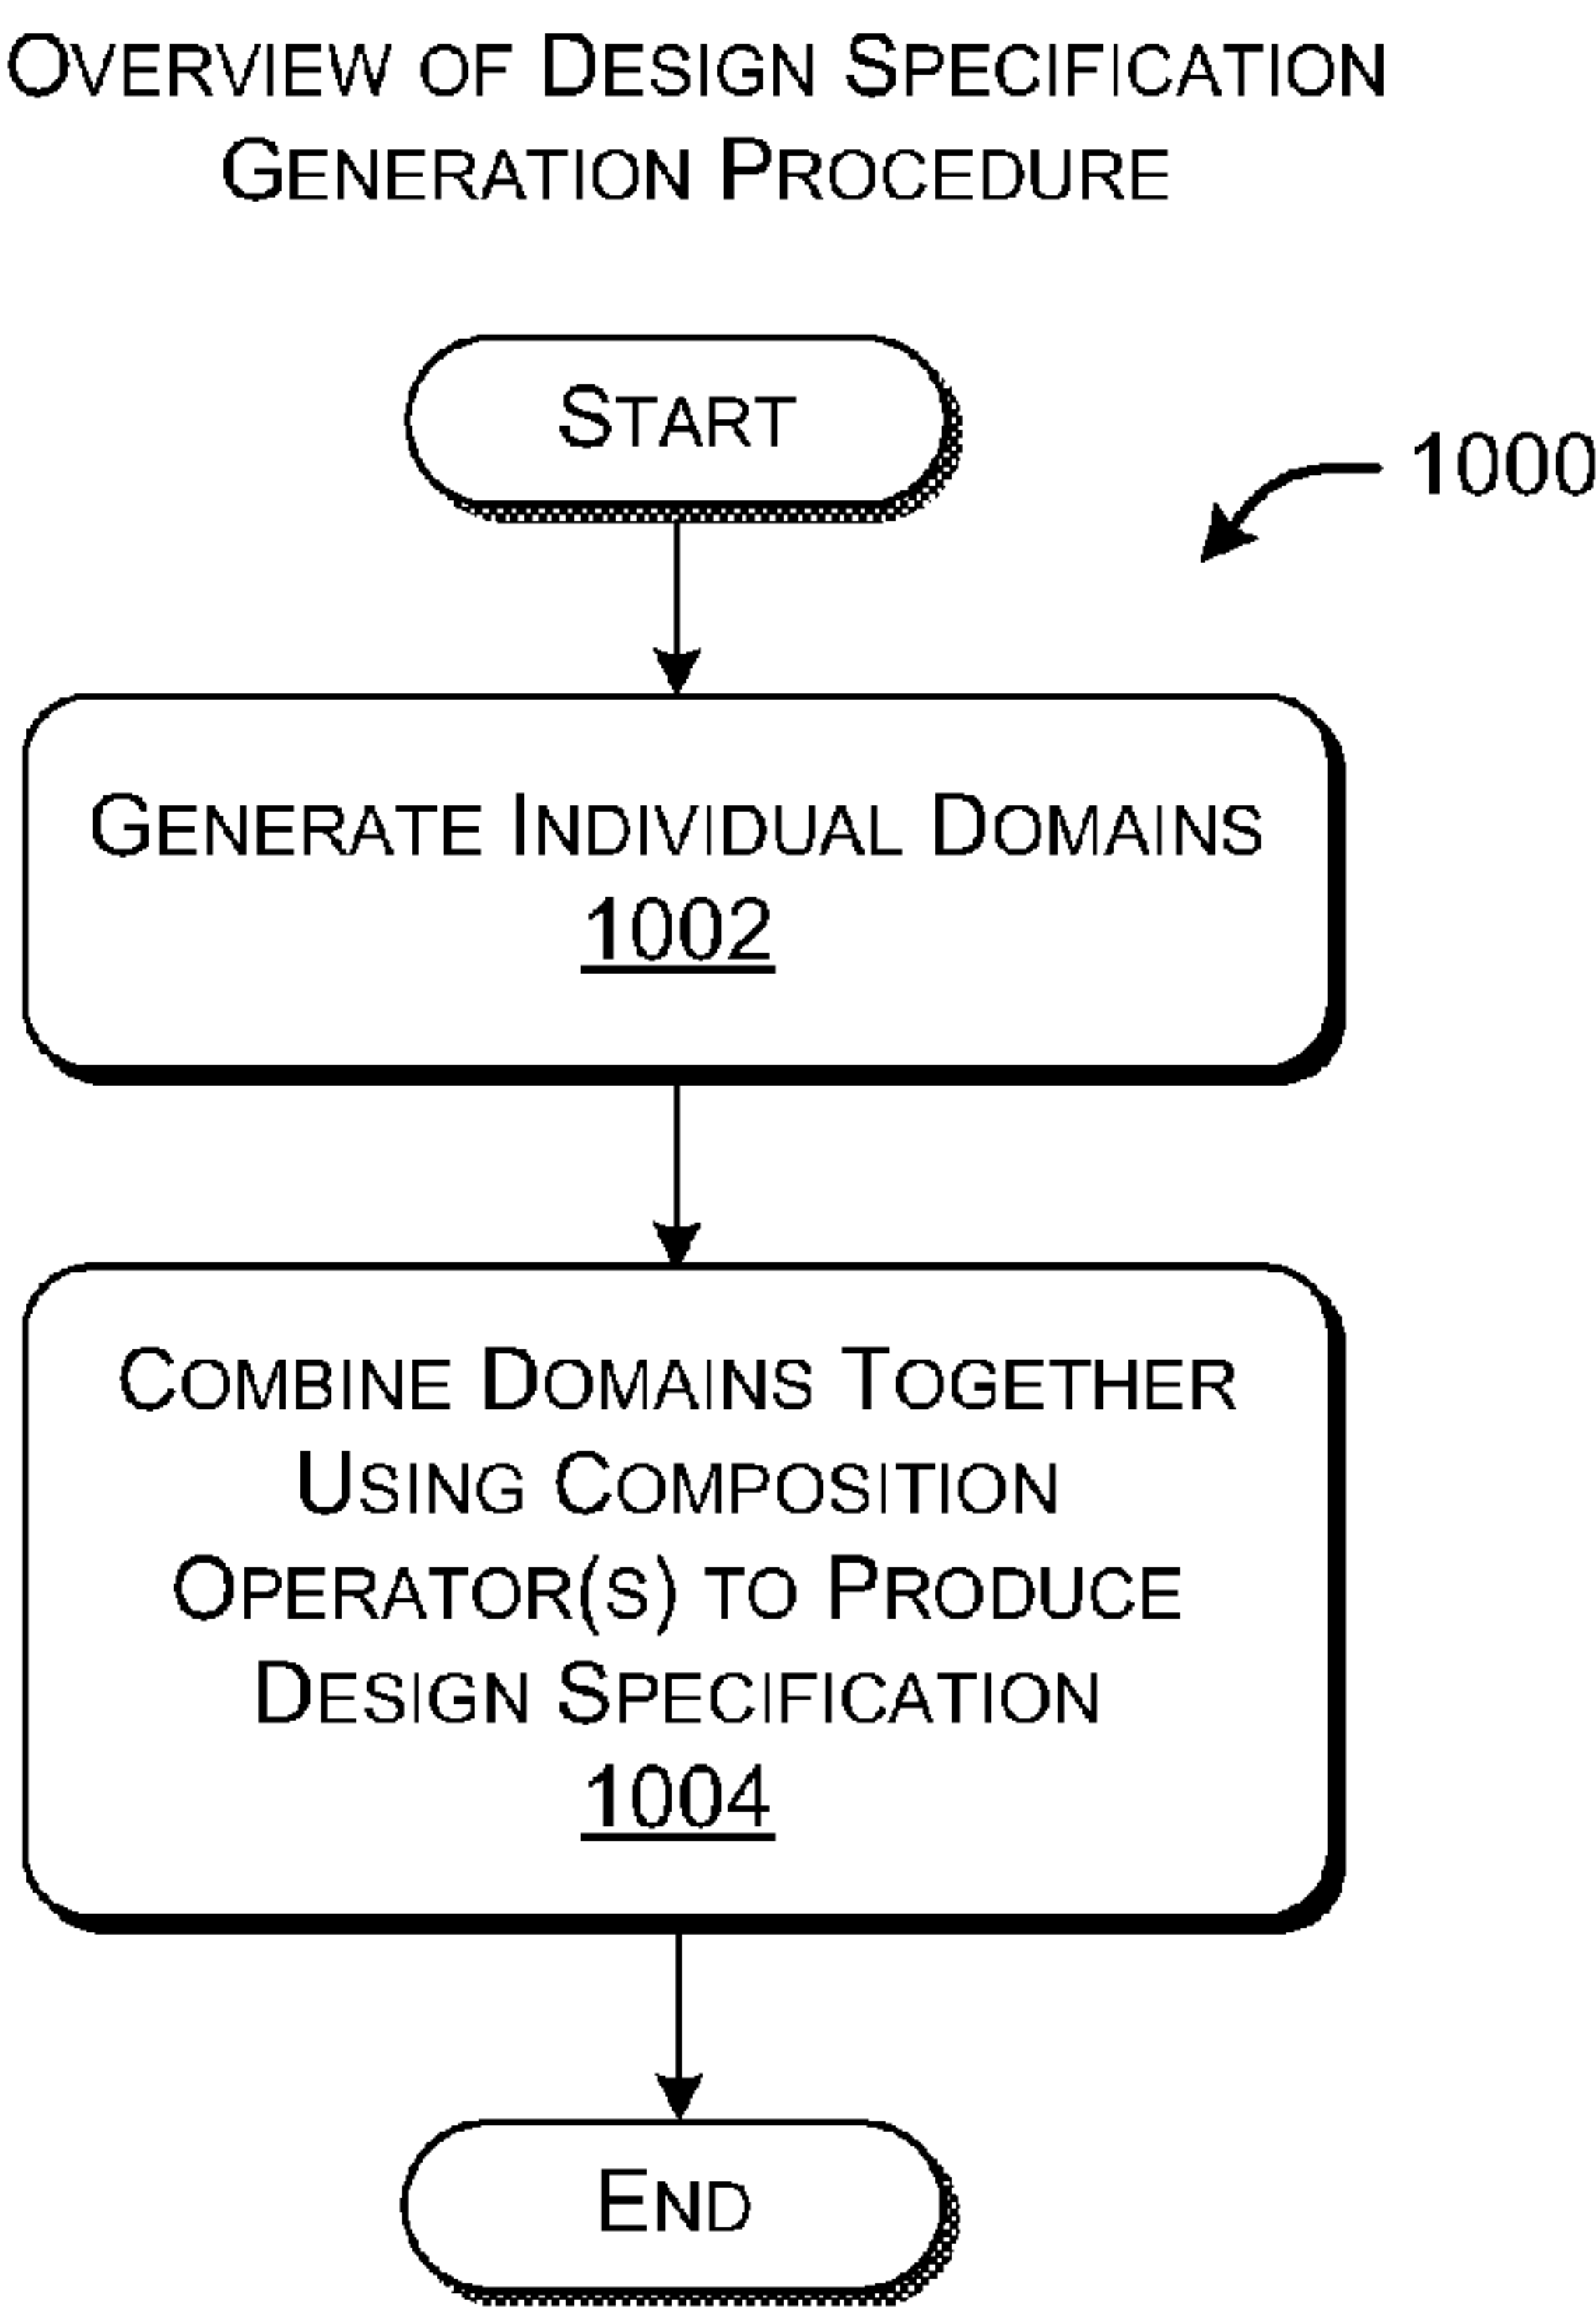 OVERVIEW OF DESIGN SPECIFICATION
GENERATION PROCEDURE
START
1000
GENERATE INDIVIDUAL DOMAINS
1002
COMBINE DOMAINS TOGETHER
USING COMPOSITION
OPERATOR(S) TO PRODUCE
DESIGN SPECIFICATION
1004
END